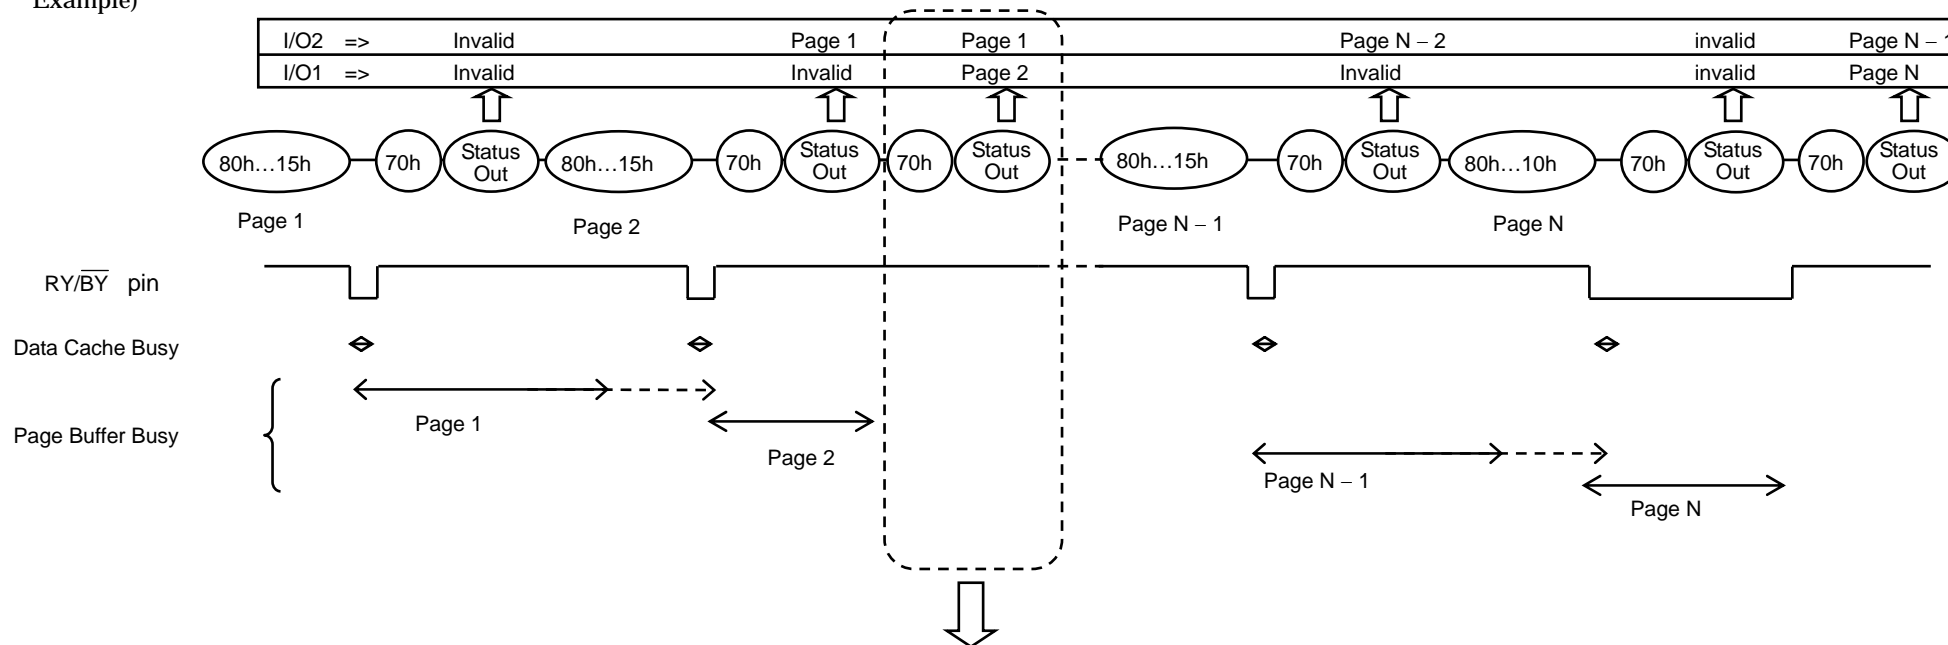 Example)
I/O2 => Invalid Page 1 Page 1 Page N – 2 invalid Page N – 1
I/O1 => Invalid Invalid Page 2 Invalid invalid Page N
80h…15h 70h Status Out 80h…15h 70h Status Out 70h Status Out 80h…15h 70h Status Out 80h…10h 70h Status Out 70h Status Out
Page 1 Page 2 Page N – 1 Page N
RY/B̅Y̅ pin
Data Cache Busy
Page 1
Page Buffer Busy
Page 2
Page N – 1
Page N